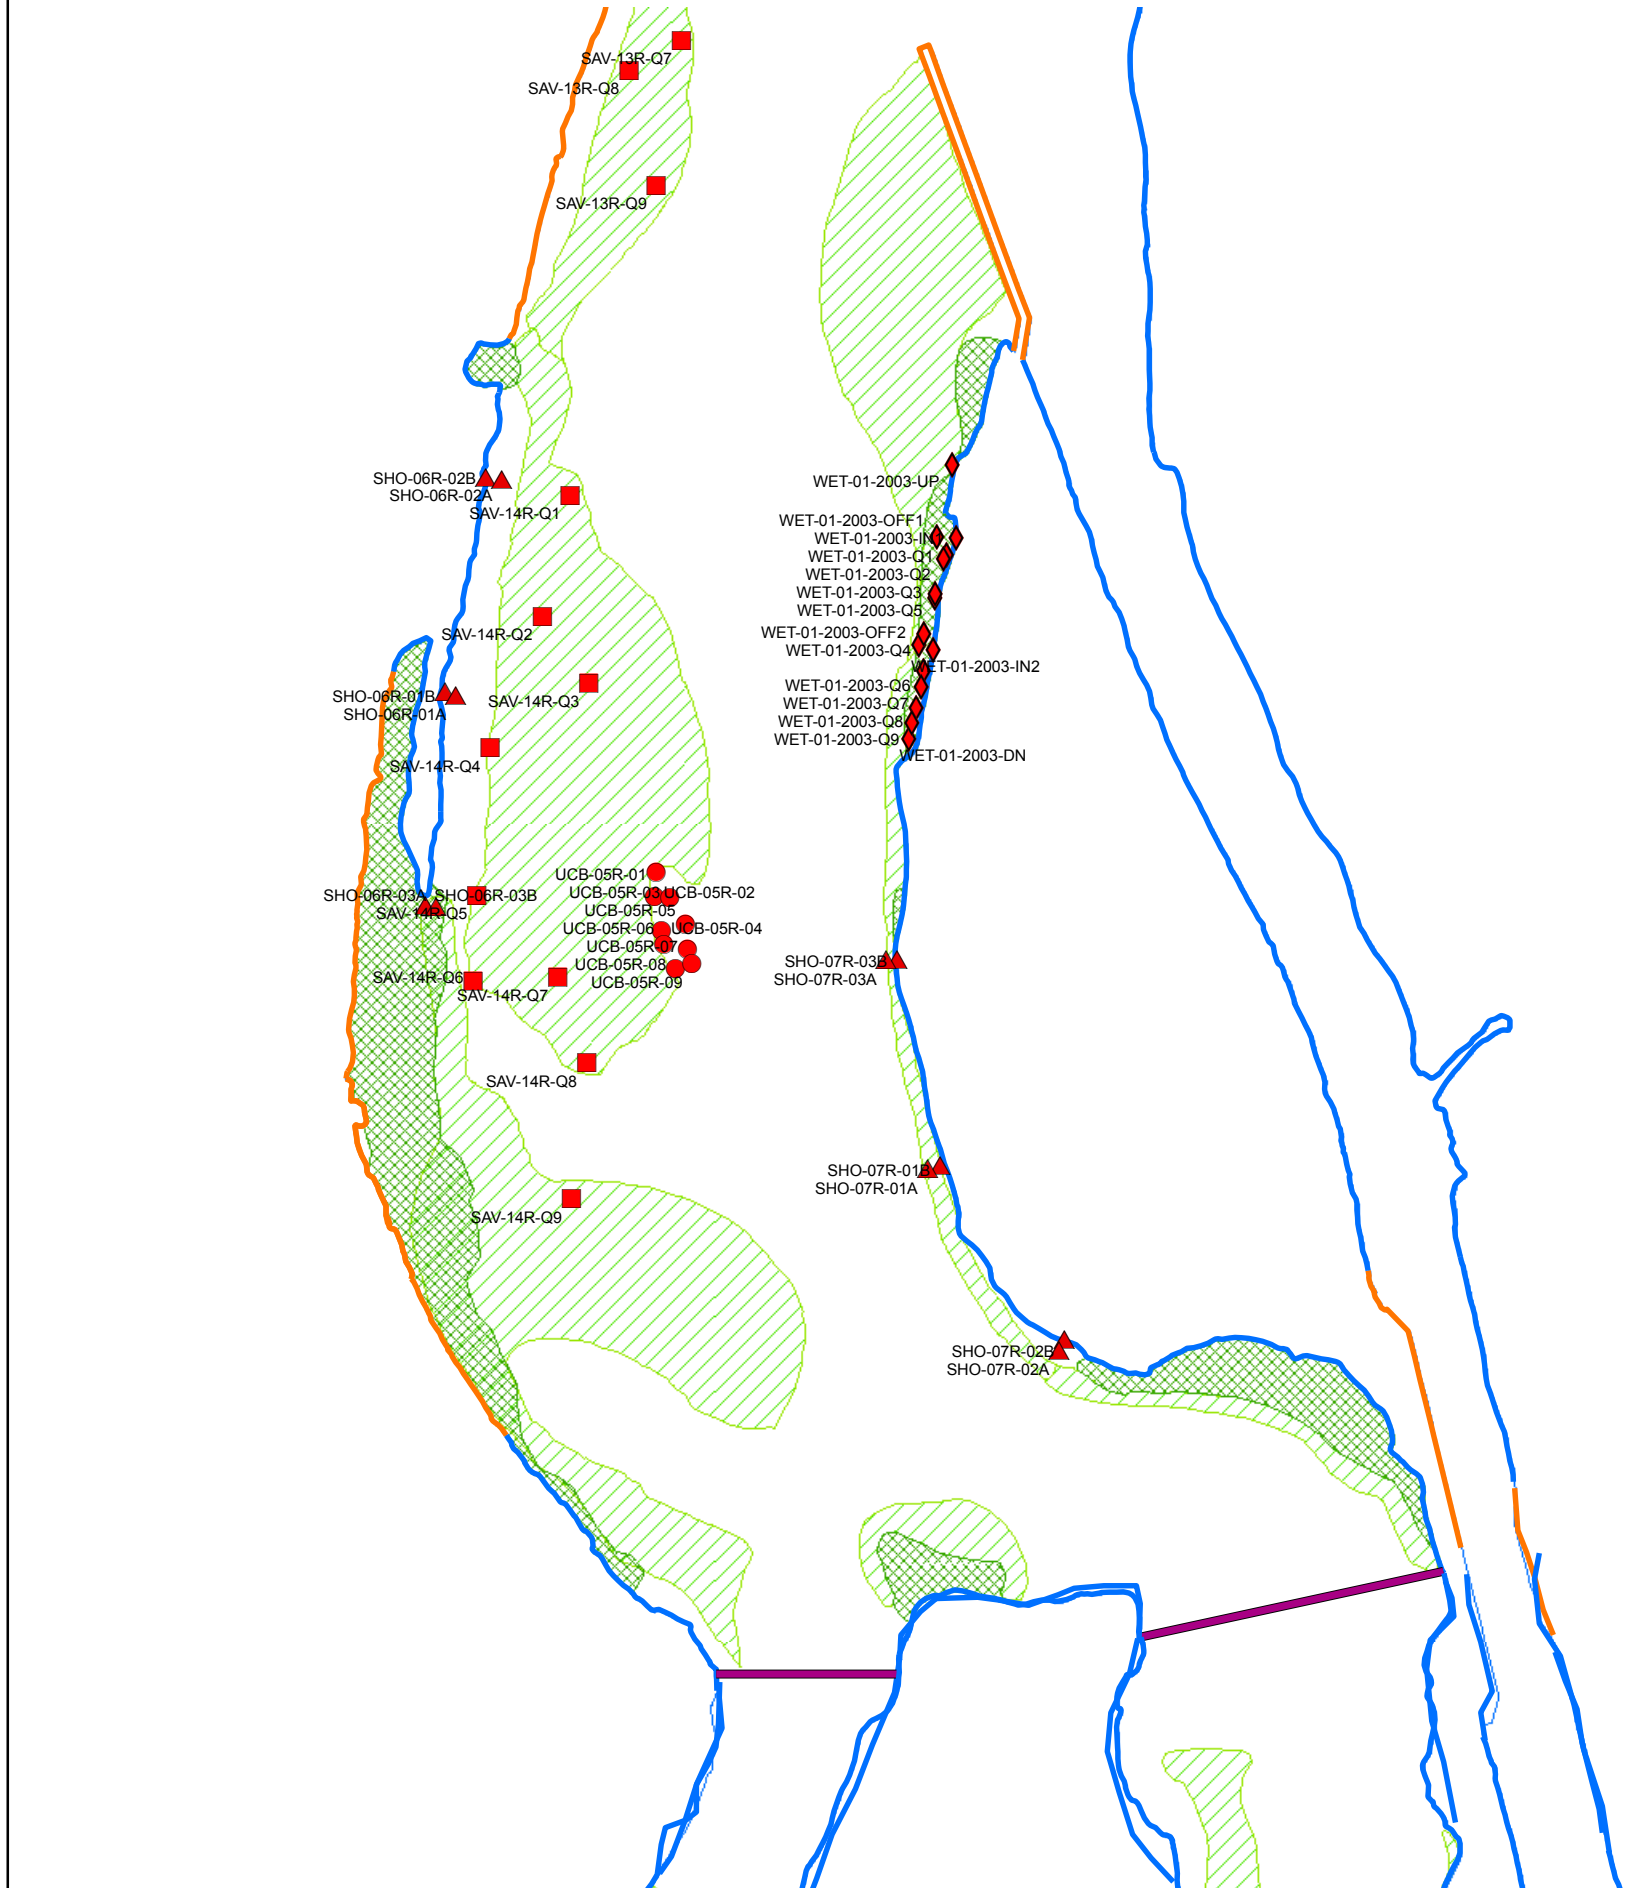 SAV-13R-Q7
SAV-13R-Q8
SAV-13R-Q9
SHO-06R-02B
SHO-06R-02A
SAV-14R-Q1
WET-01-2003-UP
WET-01-2003-OFF1
WET-01-2003-IN
WET-01-2003-Q1
WET-01-2003-Q2
WET-01-2003-Q3
WET-01-2003-Q5
WET-01-2003-OFF2
SAV-14R-Q2
WET-01-2003-Q4
WET-01-2003-IN2
WET-01-2003-Q6
SHO-06R-01B
SAV-14R-Q3
WET-01-2003-Q7
SHO-06R-01A
WET-01-2003-Q8
WET-01-2003-Q9
WET-01-2003-DN
SAV-14R-Q4
UCB-05R-01
UCB-05R-03 UCB-05R-02
SHO-06R-03A SHO-06R-03B
UCB-05R-05
SAV-14R-Q5
UCB-05R-06 UCB-05R-04
UCB-05R-07
UCB-05R-08
SHO-07R-03B
SAV-14R-Q6
SHO-07R-03A
UCB-05R-09
SAV-14R-Q7
SAV-14R-Q8
SHO-07R-01B
SHO-07R-01A
SAV-14R-Q9
SHO-07R-02B
SHO-07R-02A